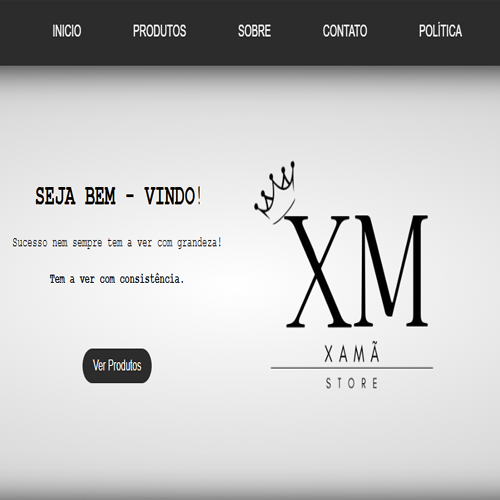 INICIO PRODUTOS SOBRE CONTATO POLÍTICA
SEJA BEM - VINDO!
Sucesso nem sempre tem a ver com grandeza!
Tem a ver com consistência.
Ver Produtos
XM
XAMÃ
STORE